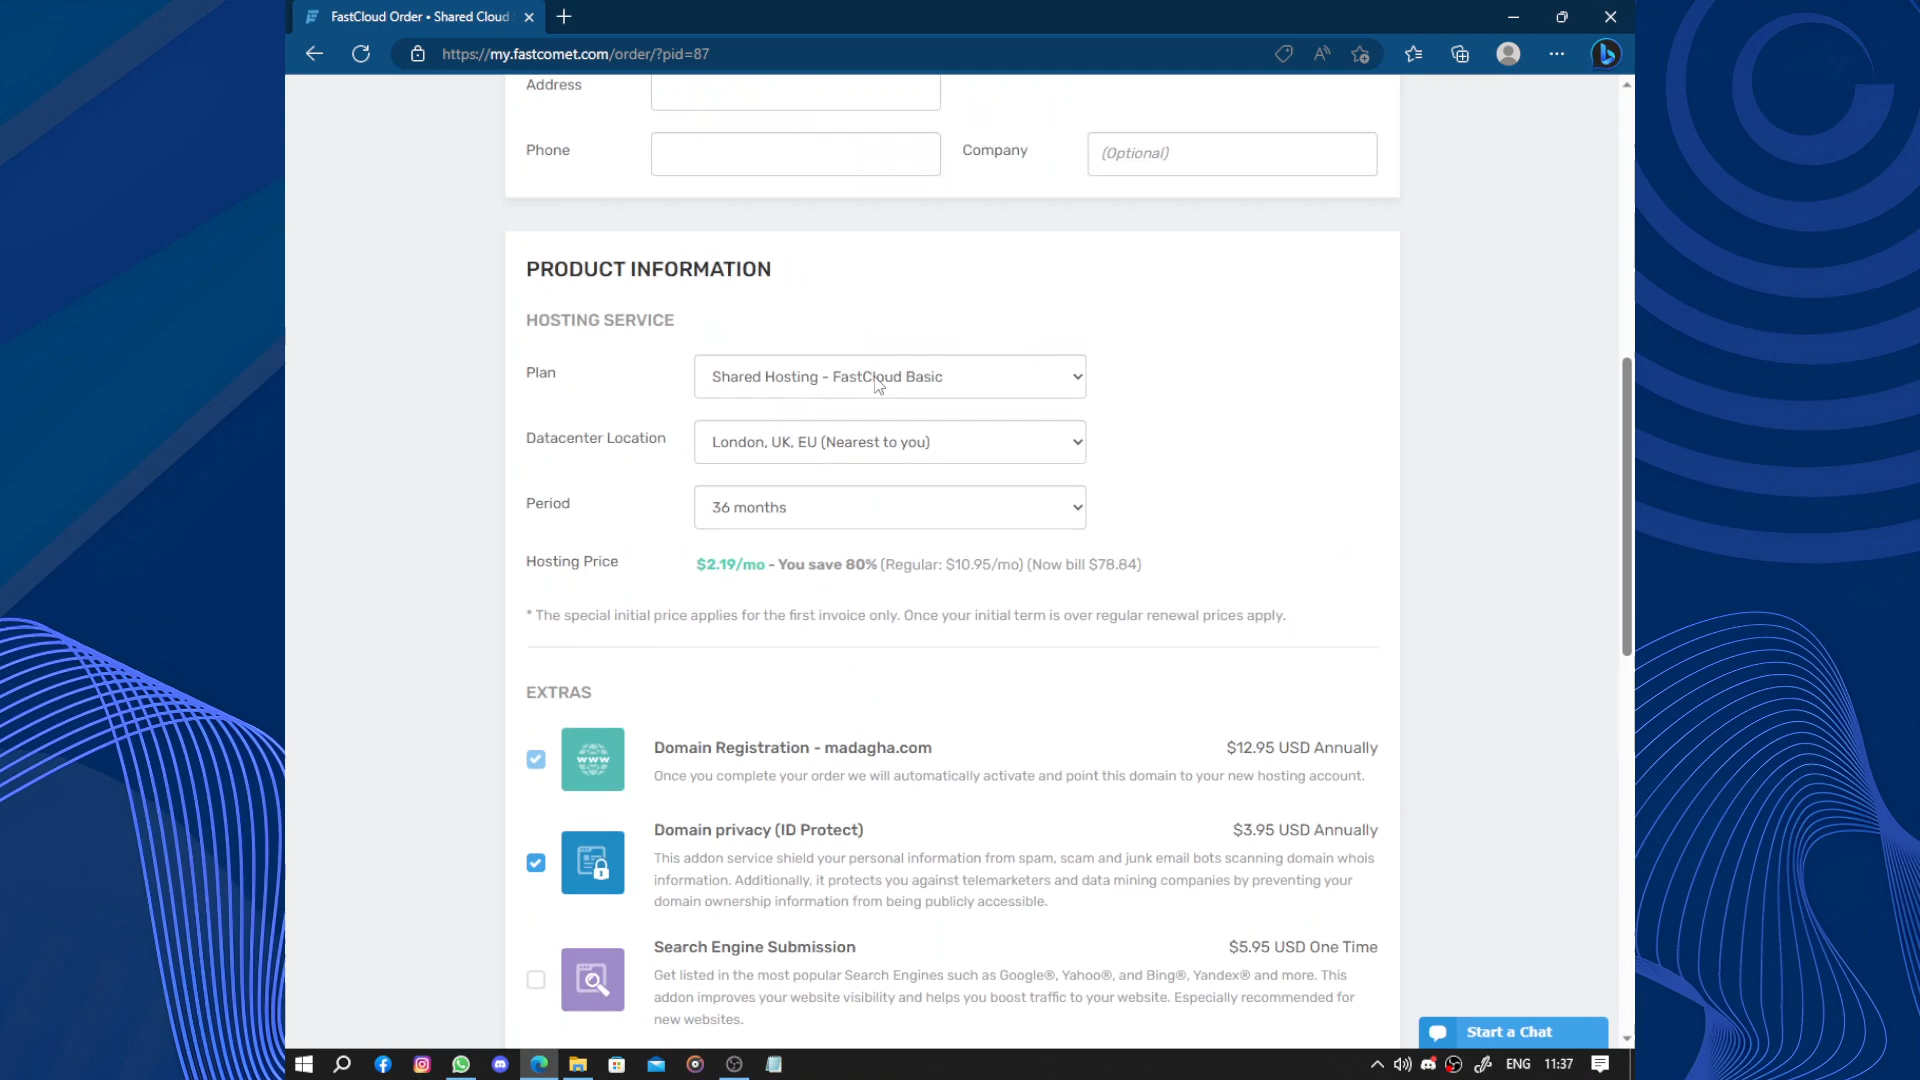 FastCloud Order • Shared Cloud
https://my.fastcomet.com/order/?pid=87
Address
Phone
Company
(Optional)
PRODUCT INFORMATION
HOSTING SERVICE
Plan
Shared Hosting - FastCloud Basic
Datacenter Location
London, UK, EU (Nearest to you)
Period
36 months
Hosting Price
$2.19/mo - You save 80% (Regular: $10.95/mo) (Now bill $78.84)
* The special initial price applies for the first invoice only. Once your initial term is over regular renewal prices apply.
EXTRAS
www
Domain Registration - madagha.com
$12.95 USD Annually
Once you complete your order we will automatically activate and point this domain to your new hosting account.
Domain privacy (ID Protect)
$3.95 USD Annually
This addon service shield your personal information from spam, scam and junk email bots scanning domain whois
information. Additionally, it protects you against telemarketers and data mining companies by preventing your
domain ownership information from being publicly accessible.
Search Engine Submission
$5.95 USD One Time
Get listed in the most popular Search Engines such as Google®, Yahoo®, and Bing®, Yandex® and more. This
addon improves your website visibility and helps you boost traffic to your website. Especially recommended for
new websites.
Start a Chat
ENG
11:37